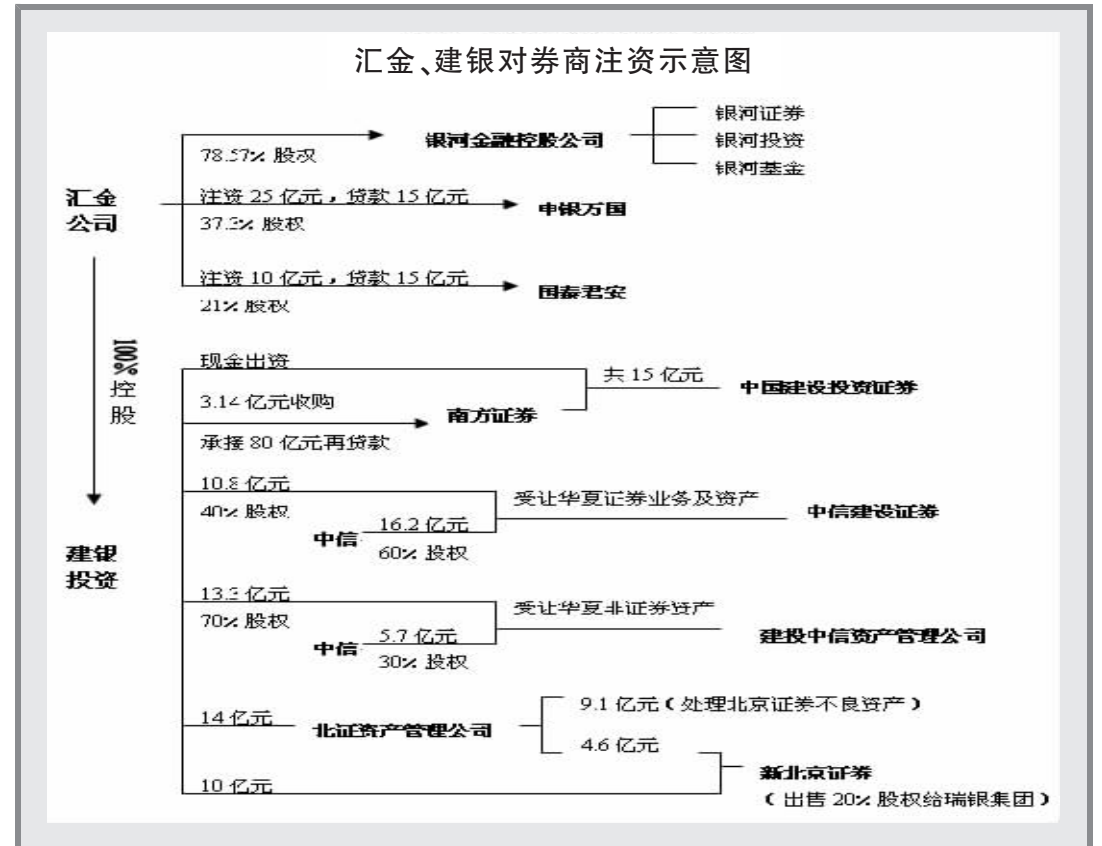 汇金、建银对券商注资示意图
银河证券
银河金融控股公司
银河投资
78.57% 股权
银河基金
汇金
公司
注资 25 亿元，贷款 15 亿元
申银万国
37.3% 股权
注资 10 亿元，贷款 15 亿元
国泰君安
21% 股权
100% 控股
现金出资
共 15 亿元
中国建设投资证券
3.14 亿元收购
南方证券
承接 80 亿元再贷款
10.8 亿元
受让华夏证券业务及资产
中信建设证券
40% 股权
中信
16.2 亿元
60% 股权
建银
投资
13.3 亿元
受让华夏非证券资产
70% 股权
中信
5.7 亿元
建投中信资产管理公司
30% 股权
9.1 亿元（处理北京证券不良资产）
14 亿元
北证资产管理公司
4.6 亿元
新北京证券
10 亿元
（出售 20% 股权给瑞银集团）